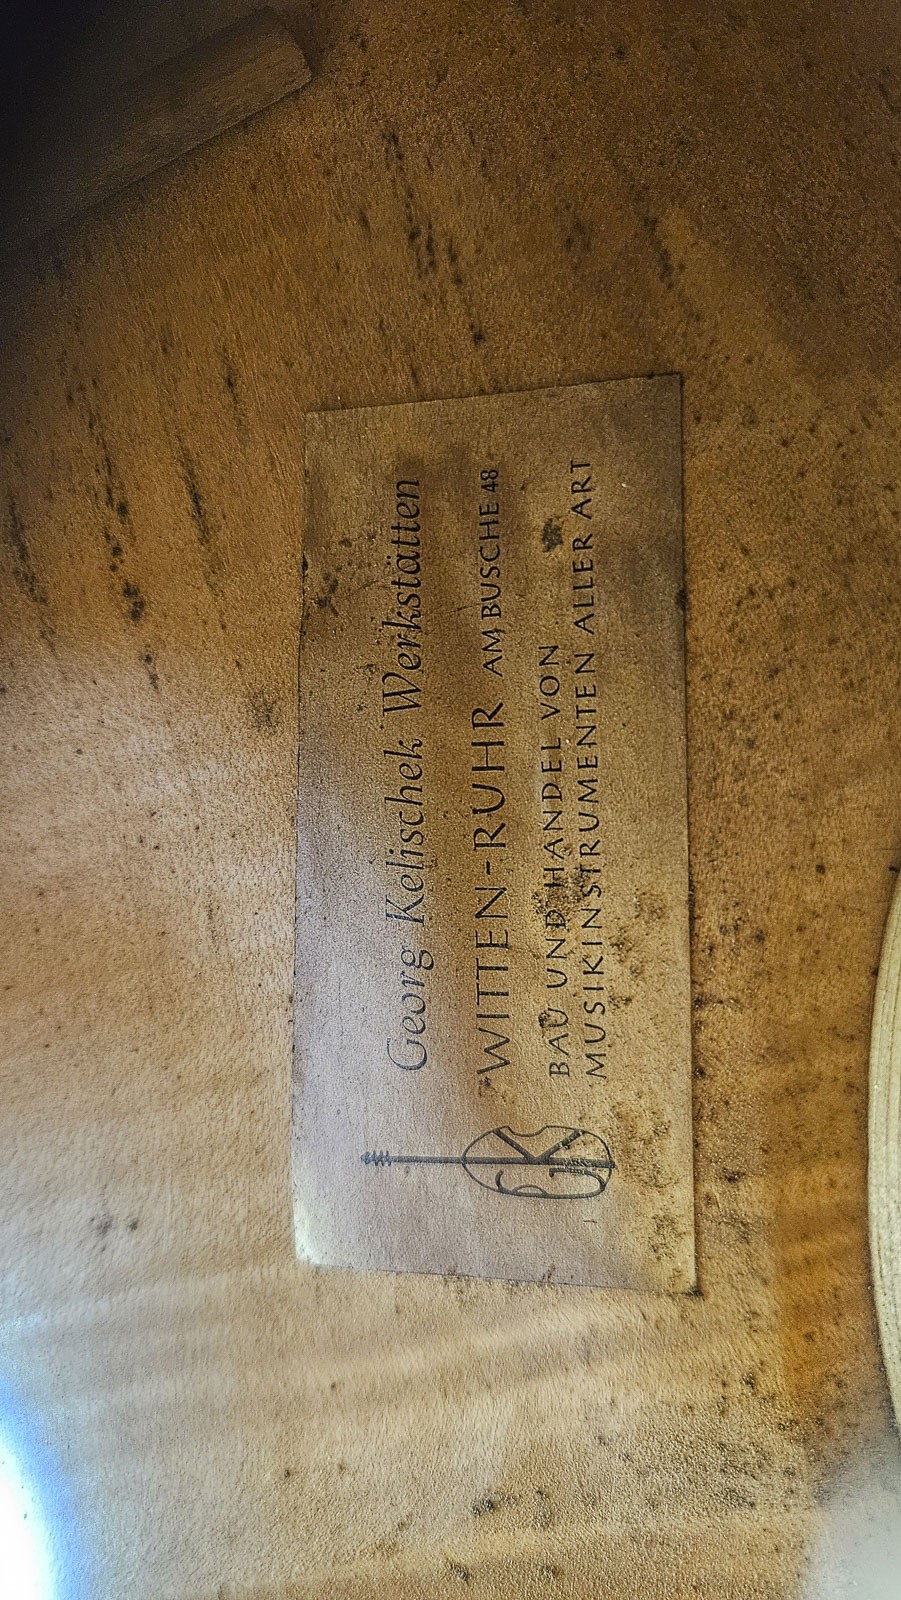 Georg Kelischek Werkstätten
WITTEN-RUHR AM BUSCHE 48
BAU UND HANDEL VON
MUSIKINSTRUMENTEN ALLER ART
GK